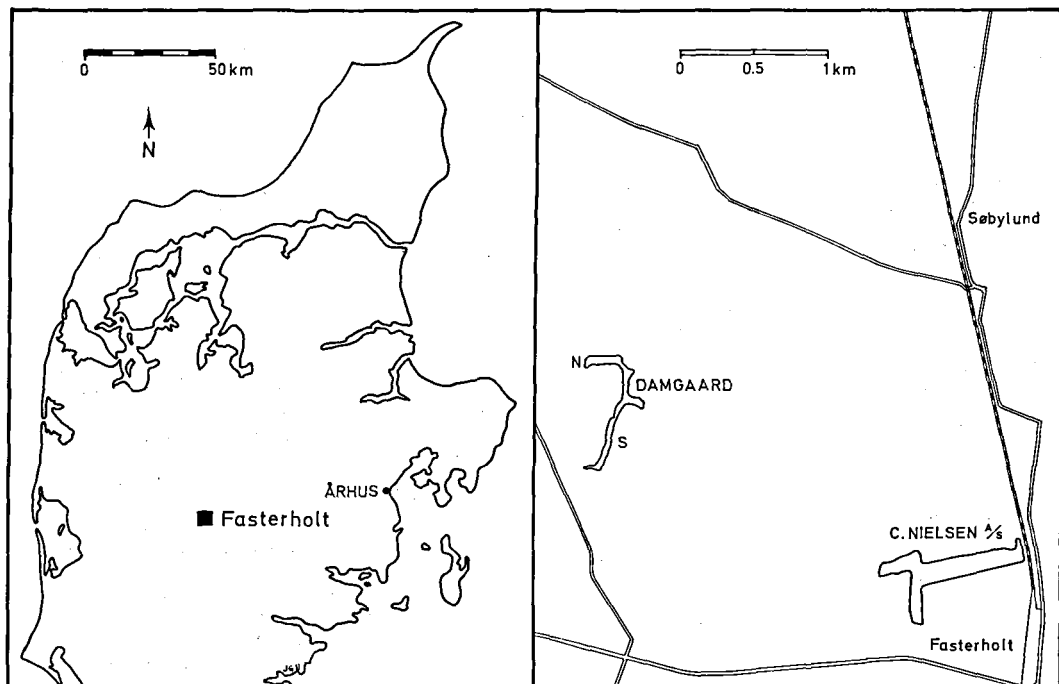 0 50 km
N
ÅRHUS
Fasterholt
0 0.5 1 km
Søbylund
N
DAMGAARD
S
C. NIELSEN A/S
Fasterholt